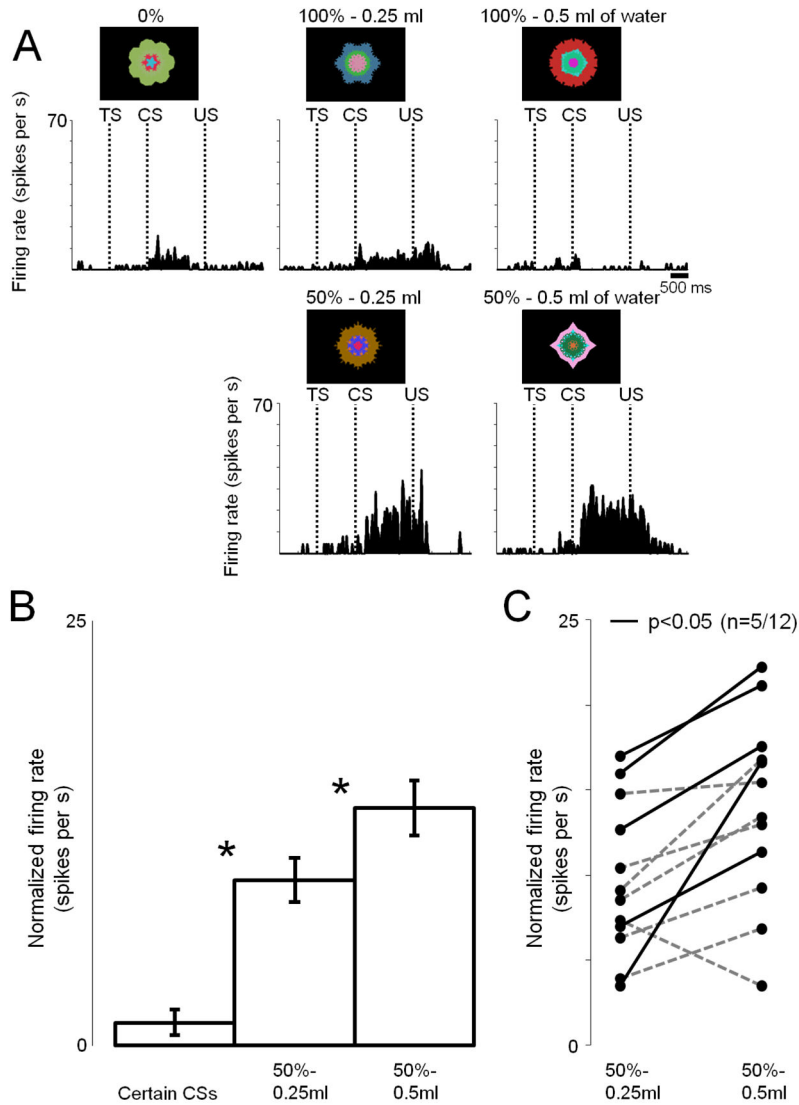 A
0%
100% - 0.25 ml
100% - 0.5 ml of water
Firing rate (spikes per s)
70
TS CS US
TS CS US
TS CS US
500 ms
50% - 0.25 ml
50% - 0.5 ml of water
Firing rate (spikes per s)
70
TS CS US
TS CS US
B
Normalized firing rate
(spikes per s)
25
0
*
*
Certain CSs
50%-
0.25ml
50%-
0.5ml
C
Normalized firing rate
(spikes per s)
25
0
p<0.05 (n=5/12)
50%-
0.25ml
50%-
0.5ml